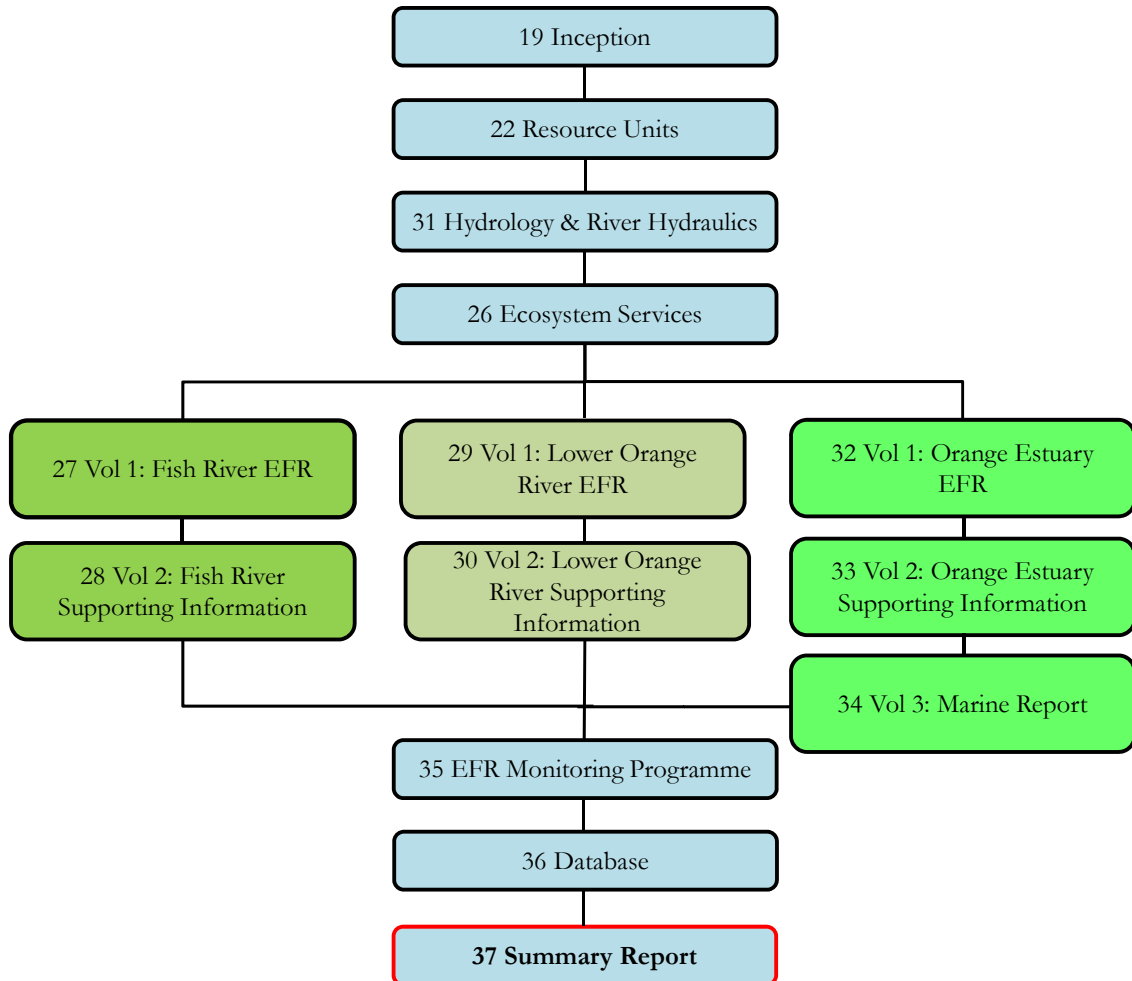 19 Inception
22 Resource Units
31 Hydrology & River Hydraulics
26 Ecosystem Services
27 Vol 1: Fish River EFR
28 Vol 2: Fish River
Supporting Information
29 Vol 1: Lower Orange
River EFR
30 Vol 2: Lower Orange
River Supporting
Information
32 Vol 1: Orange Estuary
EFR
33 Vol 2: Orange Estuary
Supporting Information
34 Vol 3: Marine Report
35 EFR Monitoring Programme
36 Database
37 Summary Report